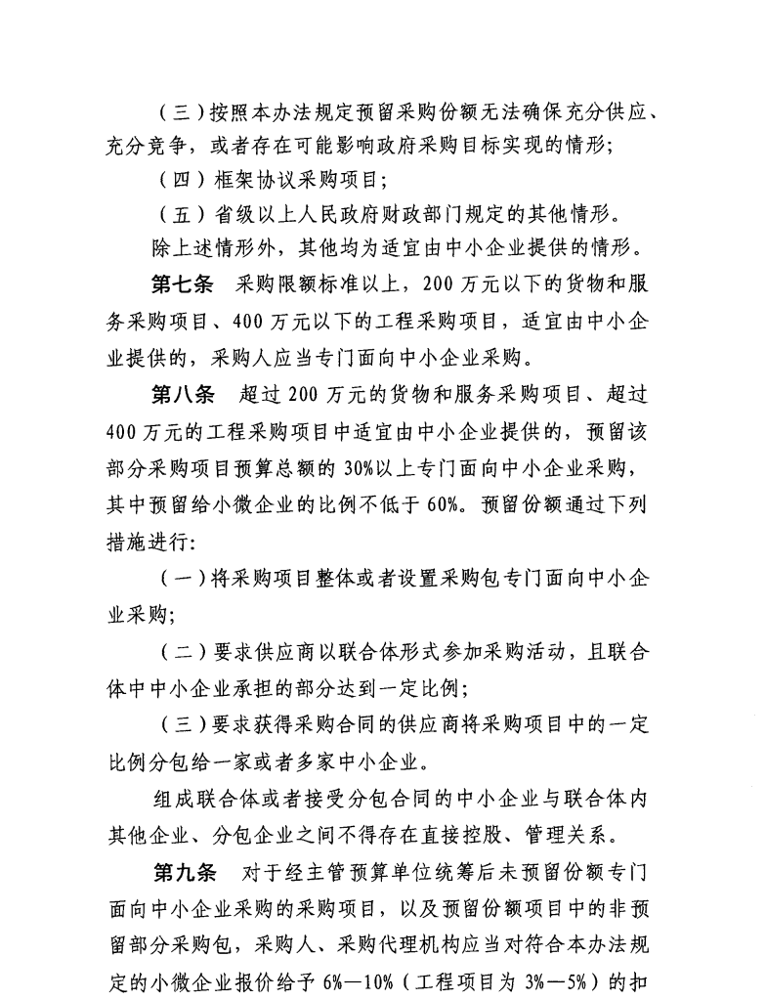 （三）按照本办法规定预留采购份额无法确保充分供应、
充分竞争，或者存在可能影响政府采购目标实现的情形；
（四）框架协议采购项目；
（五）省级以上人民政府财政部门规定的其他情形。
除上述情形外，其他均为适宜由中小企业提供的情形。
第七条　采购限额标准以上，200 万元以下的货物和服
务采购项目、400 万元以下的工程采购项目，适宜由中小企
业提供的，采购人应当专门面向中小企业采购。
第八条　超过 200 万元的货物和服务采购项目、超过
400 万元的工程采购项目中适宜由中小企业提供的，预留该
部分采购项目预算总额的 30%以上专门面向中小企业采购，
其中预留给小微企业的比例不低于 60%。预留份额通过下列
措施进行：
（一）将采购项目整体或者设置采购包专门面向中小企
业采购；
（二）要求供应商以联合体形式参加采购活动，且联合
体中中小企业承担的部分达到一定比例；
（三）要求获得采购合同的供应商将采购项目中的一定
比例分包给一家或者多家中小企业。
组成联合体或者接受分包合同的中小企业与联合体内
其他企业、分包企业之间不得存在直接控股、管理关系。
第九条　对于经主管预算单位统筹后未预留份额专门
面向中小企业采购的采购项目，以及预留份额项目中的非预
留部分采购包，采购人、采购代理机构应当对符合本办法规
定的小微企业报价给予 6%—10%（工程项目为 3%—5%）的扣